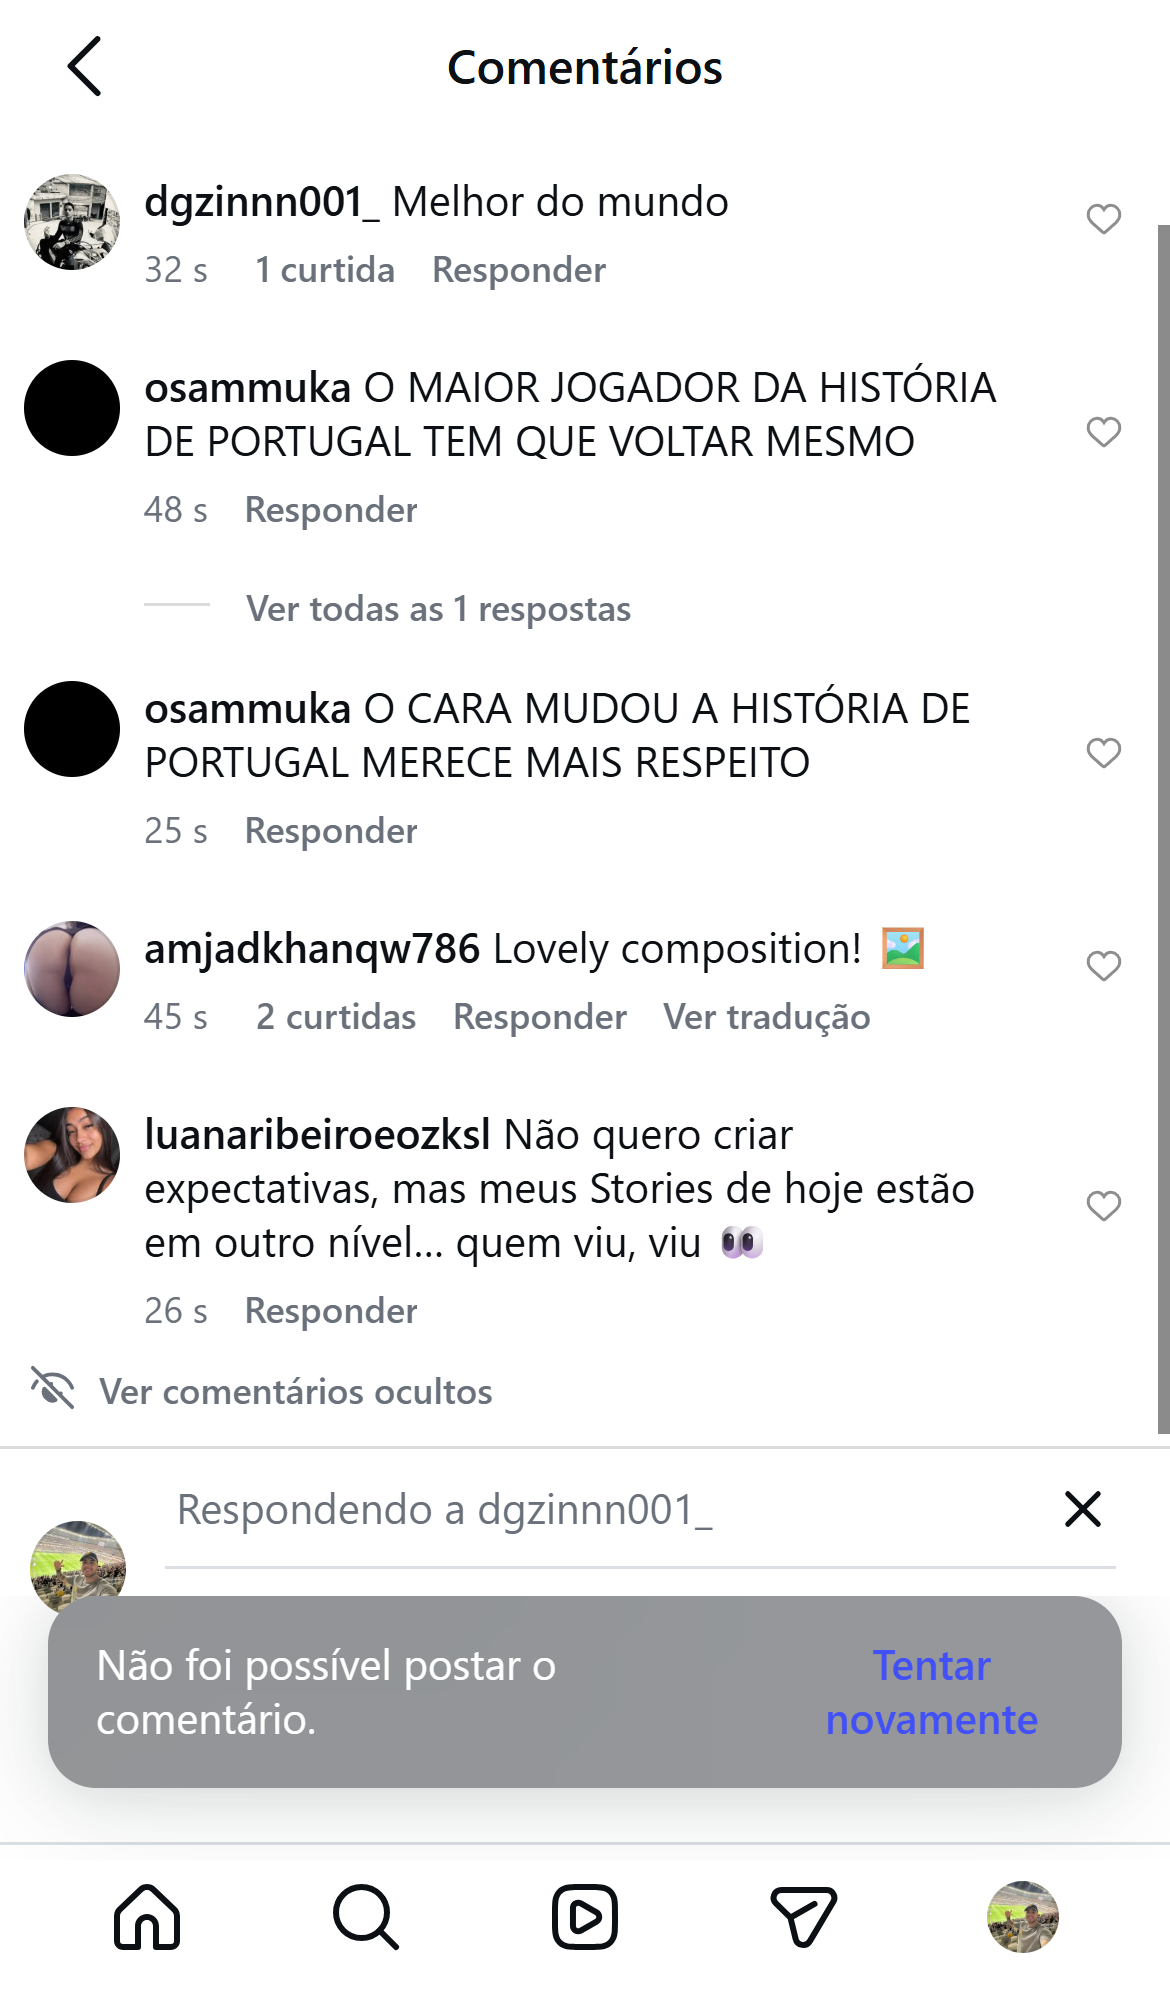 Comentários
dgzinnn001_ Melhor do mundo
32 s 1 curtida Responder
osammuka O MAIOR JOGADOR DA HISTÓRIA
DE PORTUGAL TEM QUE VOLTAR MESMO
48 s Responder
Ver todas as 1 respostas
osammuka O CARA MUDOU A HISTÓRIA DE
PORTUGAL MERECE MAIS RESPEITO
25 s Responder
amjadkhanqw786 Lovely composition! 🖼️
45 s 2 curtidas Responder Ver tradução
luanaribeiroeozksl Não quero criar
expectativas, mas meus Stories de hoje estão
em outro nível... quem viu, viu 👀
26 s Responder
Ver comentários ocultos
Respondendo a dgzinnn001_
Não foi possível postar o
comentário.
Tentar
novamente